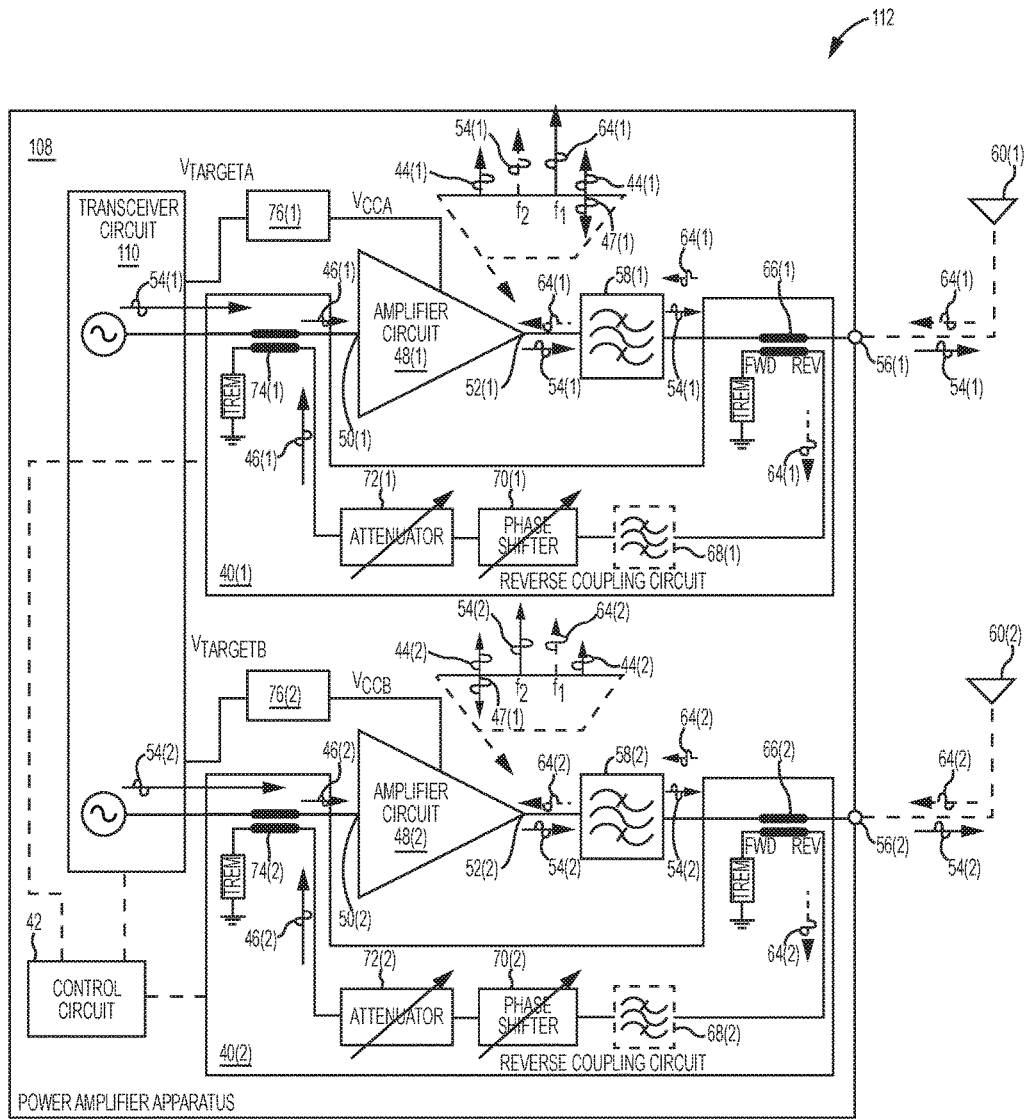 112
108
VTARGETA
TRANSCEIVER
CIRCUIT
110
76(1)
VCCA
54(1)
64(1)
44(1)
44(1)
f2
f1
47(1)
60(1)
54(1)
46(1)
AMPLIFIER
CIRCUIT
48(1)
64(1)
58(1)
64(1)
66(1)
64(1)
TREM
74(1)
50(1)
52(1)
54(1)
54(1)
FWD
REV
TREM
56(1)
54(1)
46(1)
64(1)
72(1)
70(1)
ATTENUATOR
PHASE
SHIFTER
68(1)
40(1)
REVERSE COUPLING CIRCUIT
VTARGETB
76(2)
VCCB
54(2)
64(2)
44(2)
44(2)
f2
f1
47(1)
60(2)
54(2)
46(2)
AMPLIFIER
CIRCUIT
48(2)
64(2)
58(2)
64(2)
66(2)
64(2)
TREM
74(2)
50(2)
52(2)
54(2)
54(2)
FWD
REV
TREM
56(2)
54(2)
46(2)
64(2)
42
CONTROL
CIRCUIT
72(2)
70(2)
ATTENUATOR
PHASE
SHIFTER
68(2)
40(2)
REVERSE COUPLING CIRCUIT
POWER AMPLIFIER APPARATUS